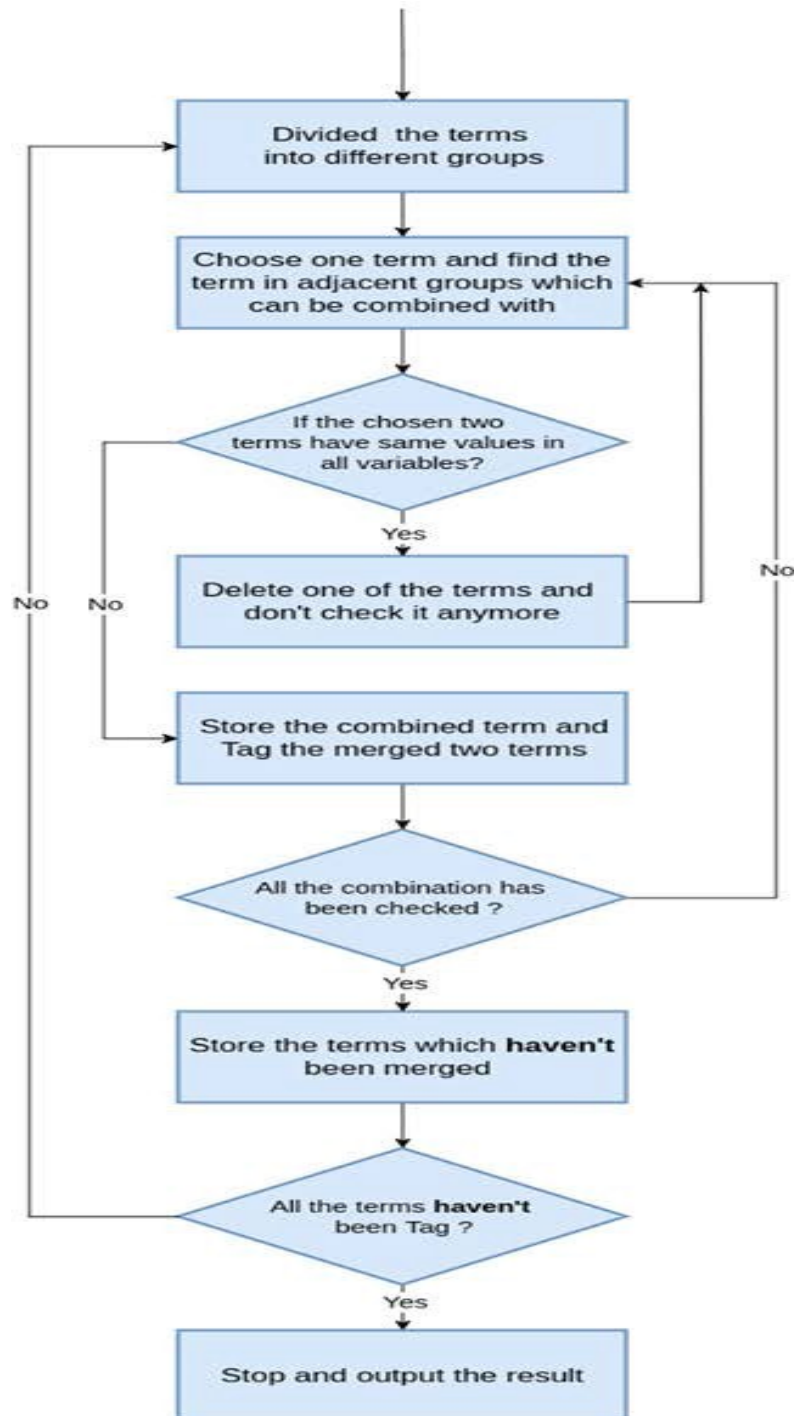 Divided the terms
into different groups
Choose one term and find the
term in adjacent groups which
can be combined with
If the chosen two
terms have same values in
all variables?
Yes
Delete one of the terms and
don't check it anymore
No
No
No
Store the combined term and
Tag the merged two terms
All the combination has
been checked ?
Yes
Store the terms which haven't
been merged
All the terms haven't
been Tag ?
Yes
Stop and output the result